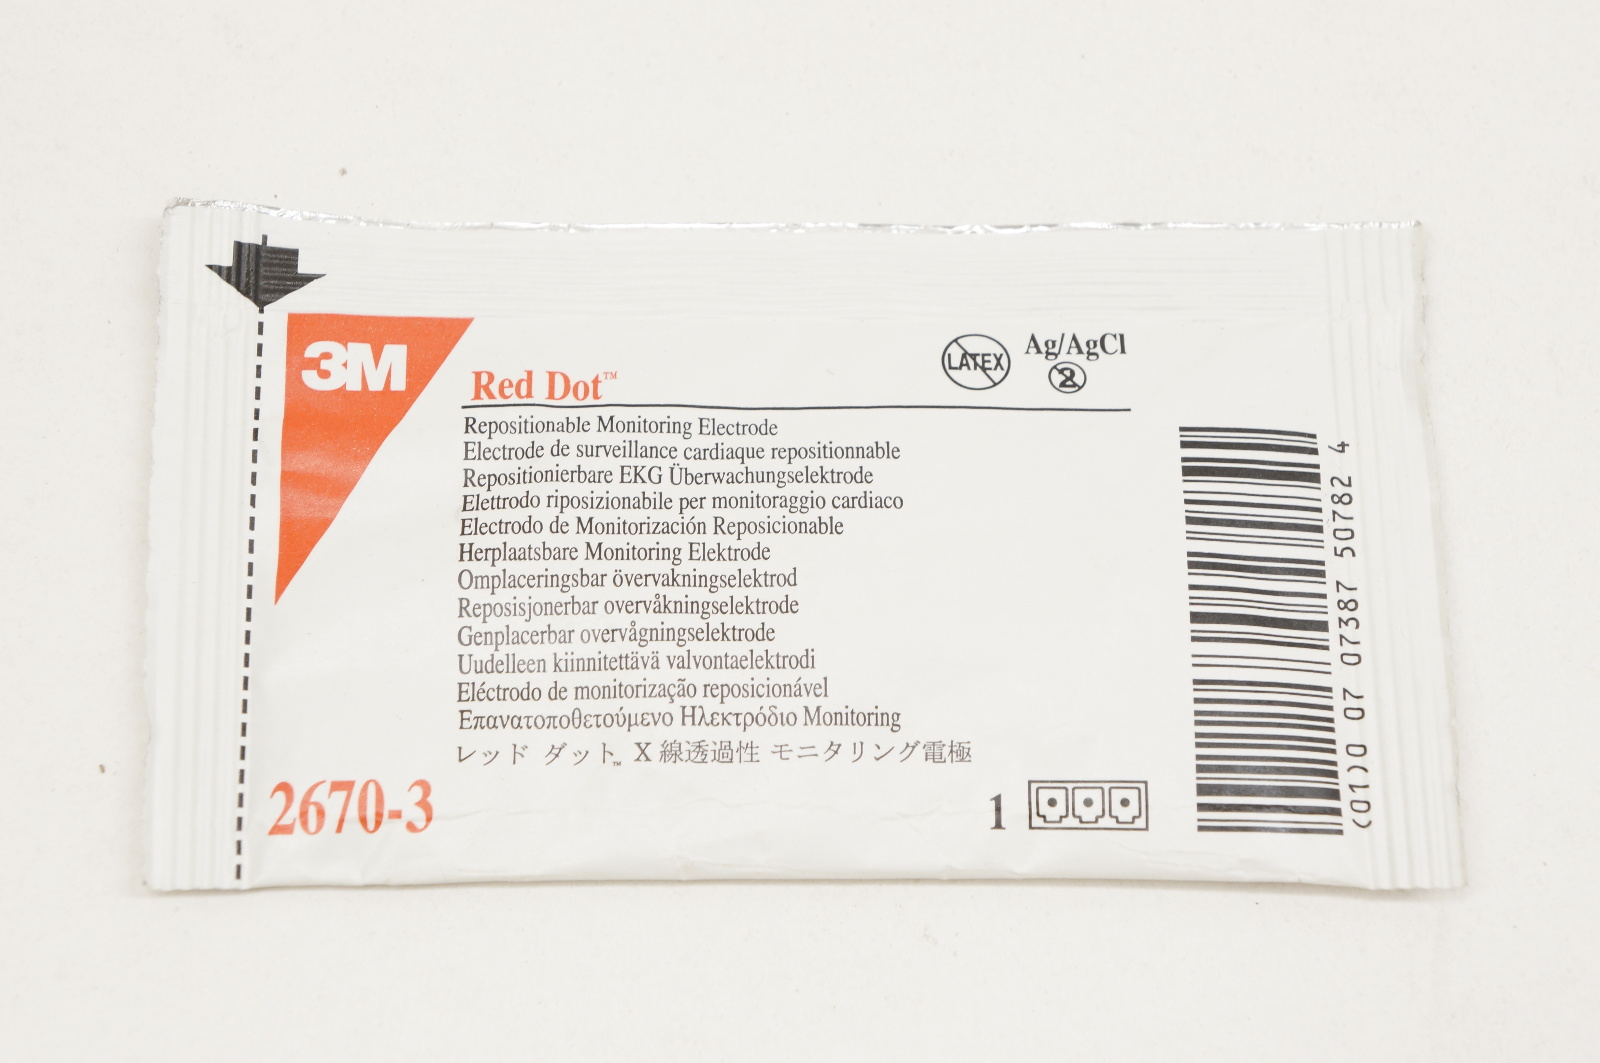 3M
Red Dot™
LATEX
Ag/AgCl
2
Repositionable Monitoring Electrode
Electrode de surveillance cardiaque repositionnable
Repositionierbare EKG Überwachungselektrode
Elettrodo riposizionabile per monitoraggio cardiaco
Electrodo de Monitorización Reposicionable
Herplaatsbare Monitoring Elektrode
Omplaceringsbar övervakningselektrod
Reposisjonerbar overvåkningselektrode
Genplacerbar overvågningselektrode
Uudelleen kiinnitettävä valvontaelektrodi
Eléctrodo de monitorização reposicionável
Επανατοποθετούμενο Ηλεκτρόδιο Monitoring
レッド ダット™ X線透過性 モニタリング電極
2670-3
1
(01)0 07 07387 50782 4